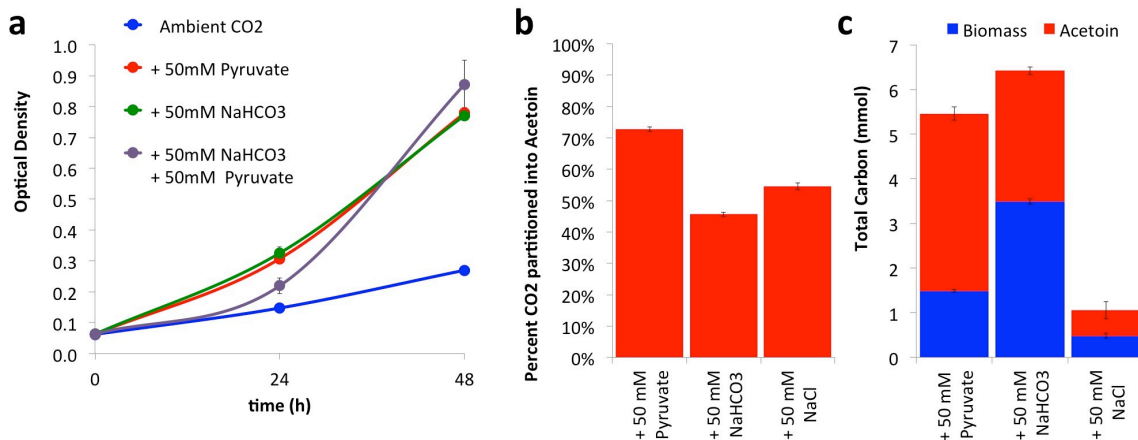 a
Ambient CO2
+ 50mM Pyruvate
+ 50mM NaHCO3
+ 50mM NaHCO3
+ 50mM Pyruvate
Optical Density
1.0
0.9
0.8
0.7
0.6
0.5
0.4
0.3
0.2
0.1
0.0
0
24
48
time (h)
b
Percent CO2 partitioned into Acetoin
100%
90%
80%
70%
60%
50%
40%
30%
20%
10%
0%
+ 50 mM
Pyruvate
+ 50 mM
NaHCO3
+ 50 mM
NaCl
c
Biomass
Acetoin
Total Carbon (mmol)
7
6
5
4
3
2
1
0
+ 50 mM
Pyruvate
+ 50 mM
NaHCO3
+ 50 mM
NaCl